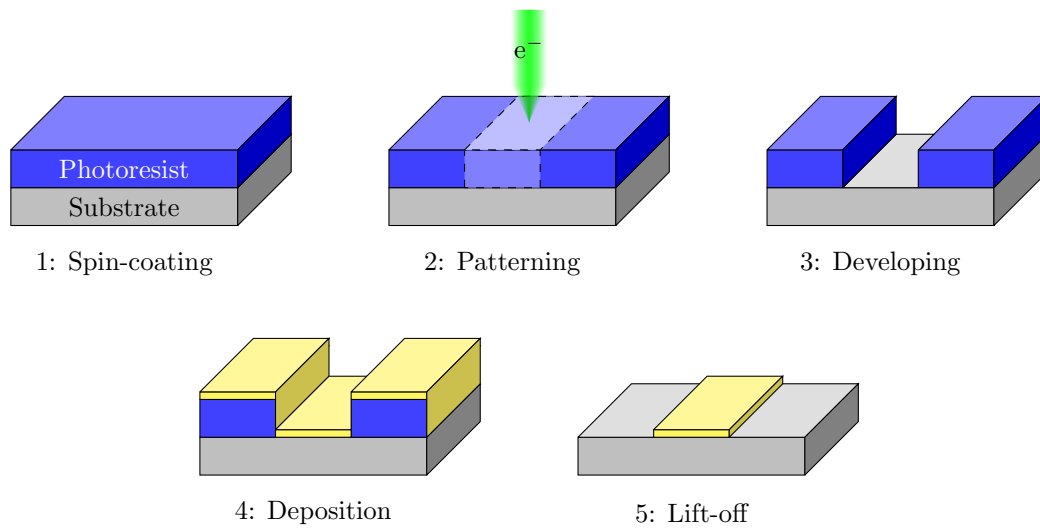 e⁻
Photoresist
Substrate
1: Spin-coating
2: Patterning
3: Developing
4: Deposition
5: Lift-off